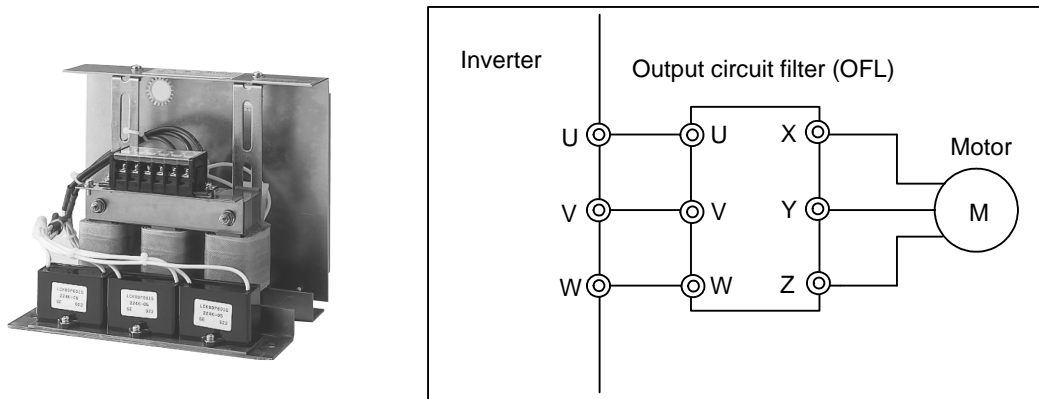 Inverter
Output circuit filter (OFL)
U
U
X
Motor
V
V
Y
M
W
W
Z